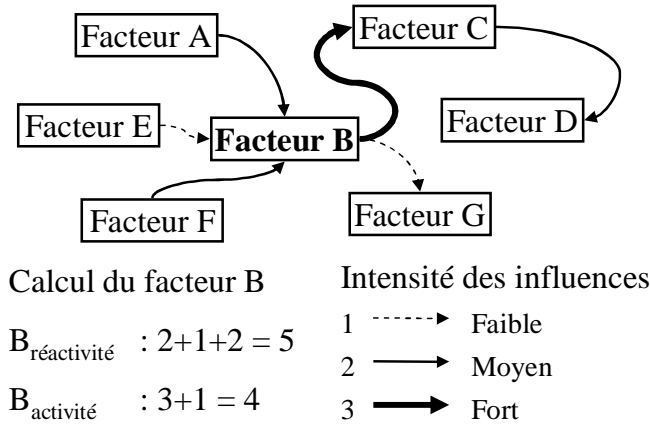 Facteur A
Facteur C
Facteur E
Facteur B
Facteur D
Facteur F
Facteur G
Calcul du facteur B
B réactivité : 2+1+2 = 5
B activité : 3+1 = 4
Intensité des influences
1 Faible
2 Moyen
3 Fort